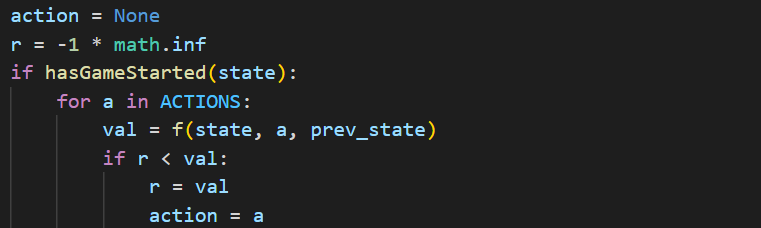 action = None
r = -1 * math.inf
if hasGameStarted(state):
    for a in ACTIONS:
        val = f(state, a, prev_state)
        if r < val:
            r = val
            action = a